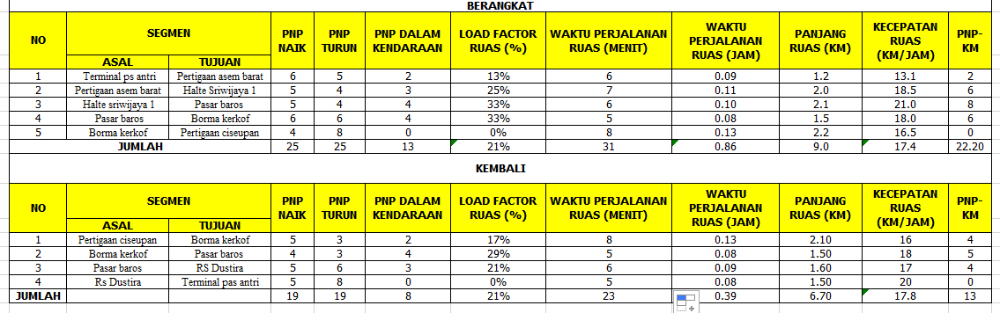 BERANGKAT
NO SEGMEN PNP NAIK PNP TURUN PNP DALAM KENDARAAN LOAD FACTOR RUAS (%) WAKTU PERJALANAN RUAS (MENIT) WAKTU PERJALANAN RUAS (JAM) PANJANG RUAS (KM) KECEPATAN RUAS (KM/JAM) PNP-KM
ASAL TUJUAN
1 Terminal ps antri Pertigaan asem barat 6 5 2 13% 6 0.09 1.2 13.1 2
2 Pertigaan asem barat Halte Sriwijaya 1 5 4 3 25% 7 0.11 2.0 18.5 6
3 Halte sriwijaya 1 Pasar baros 5 4 4 33% 6 0.10 2.1 21.0 8
4 Pasar baros Borma kerkof 6 6 4 33% 5 0.08 1.5 18.0 6
5 Borma kerkof Pertigaan ciseupan 4 8 0 0% 8 0.13 2.2 16.5 0
JUMLAH 25 25 13 21% 31 0.86 9.0 17.4 22.20
KEMBALI
NO SEGMEN PNP NAIK PNP TURUN PNP DALAM KENDARAAN LOAD FACTOR RUAS (%) WAKTU PERJALANAN RUAS (MENIT) WAKTU PERJALANAN RUAS (JAM) PANJANG RUAS (KM) KECEPATAN RUAS (KM/JAM) PNP-KM
ASAL TUJUAN
1 Pertigaan ciseupan Borma kerkof 5 3 2 17% 8 0.13 2.10 16 4
2 Borma kerkof Pasar baros 4 3 4 29% 5 0.08 1.50 18 5
3 Pasar baros RS Dustira 5 6 3 21% 6 0.09 1.60 17 4
4 Rs Dustira Terminal pas antri 5 8 0 0% 5 0.08 1.50 20 0
JUMLAH 19 19 8 21% 23 0.39 6.70 17.8 13